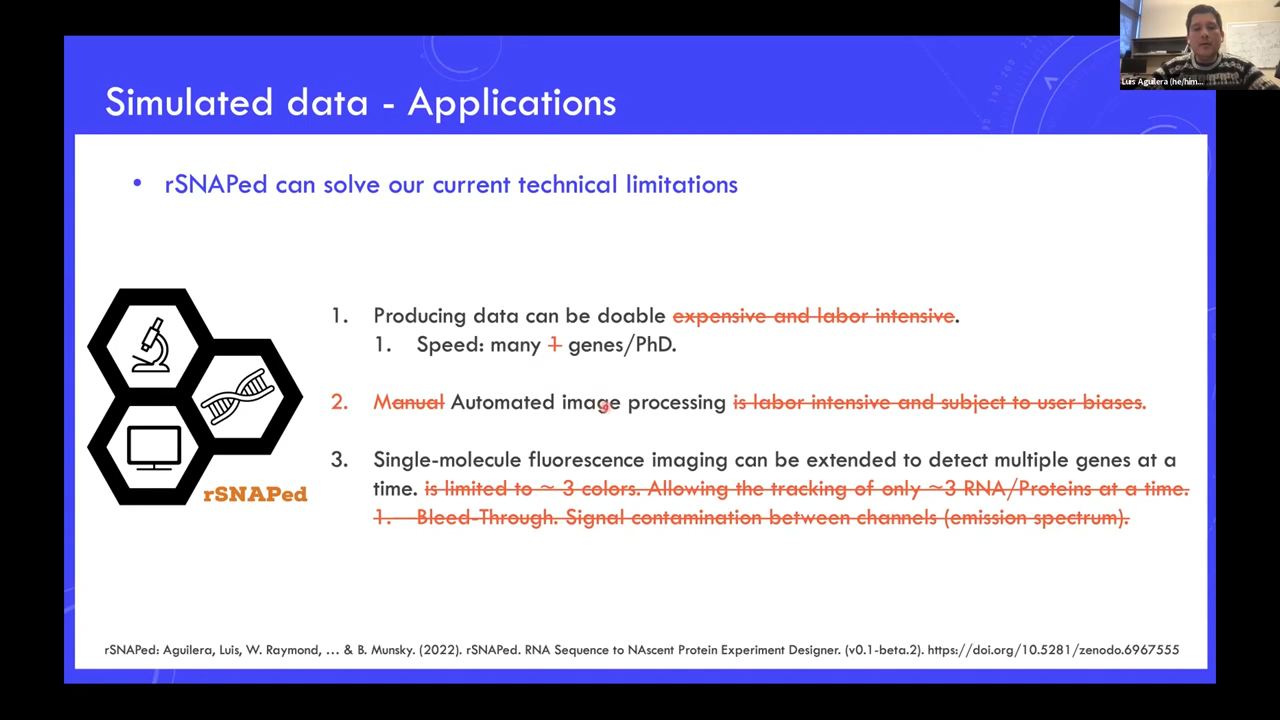 Luis Aguilera (he/him...
Simulated data - Applications
• rSNAPed can solve our current technical limitations
1. Producing data can be doable expensive and labor intensive.
1. Speed: many 1 genes/PhD.
2. Manual Automated image processing is labor intensive and subject to user biases.
3. Single-molecule fluorescence imaging can be extended to detect multiple genes at a
time. is limited to ~ 3 colors. Allowing the tracking of only ~3 RNA/Proteins at a time.
1. Bleed-Through. Signal contamination between channels (emission spectrum).
rSNAPed
rSNAPed: Aguilera, Luis, W. Raymond, ... & B. Munsky. (2022). rSNAPed. RNA Sequence to NAscent Protein Experiment Designer. (v0.1-beta.2). https://doi.org/10.5281/zenodo.6967555